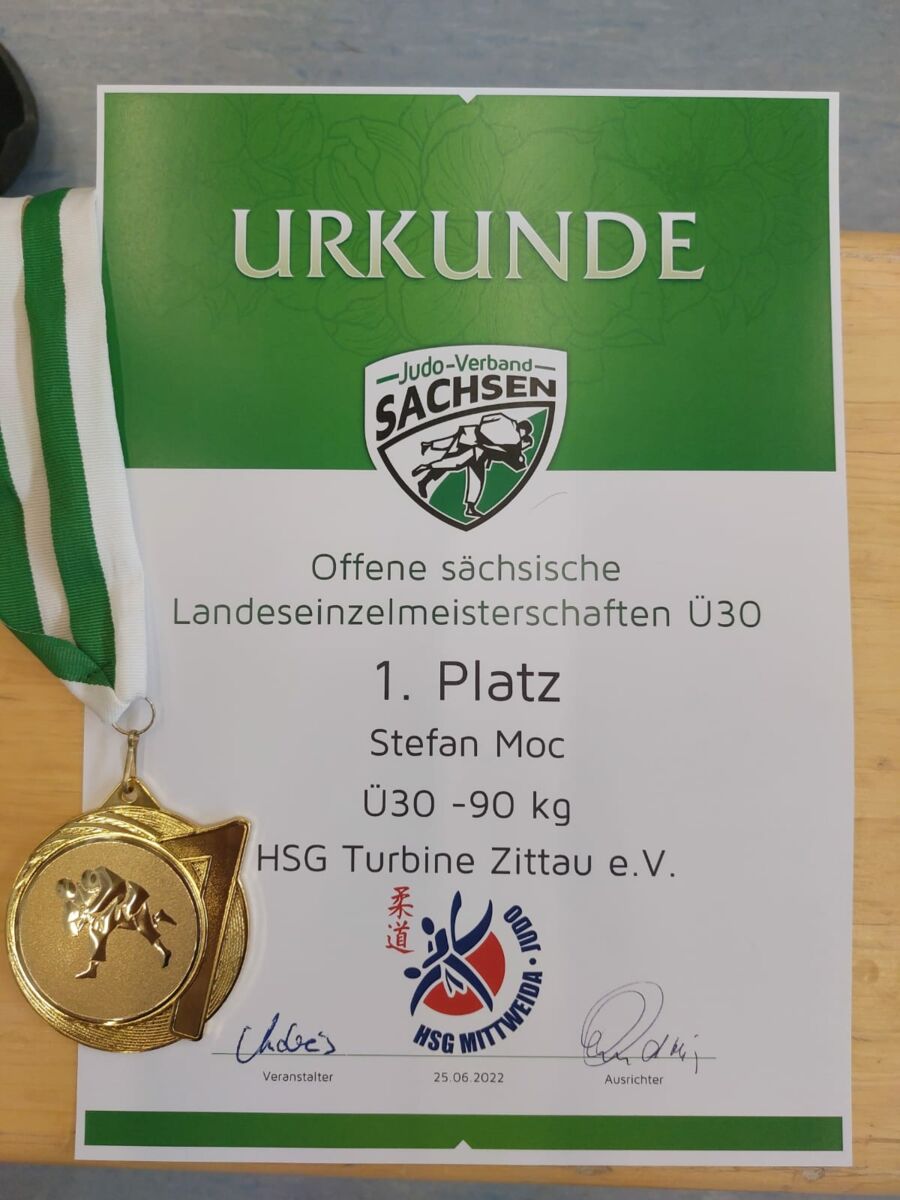 URKUNDE
Judo-Verband
SACHSEN
Offene sächsische
Landeseinzelmeisterschaften Ü30
1. Platz
Stefan Moc
Ü30 -90 kg
HSG Turbine Zittau e.V.
柔道
HSG MITTWEIDA · JUDO
Veranstalter
25.06.2022
Ausrichter